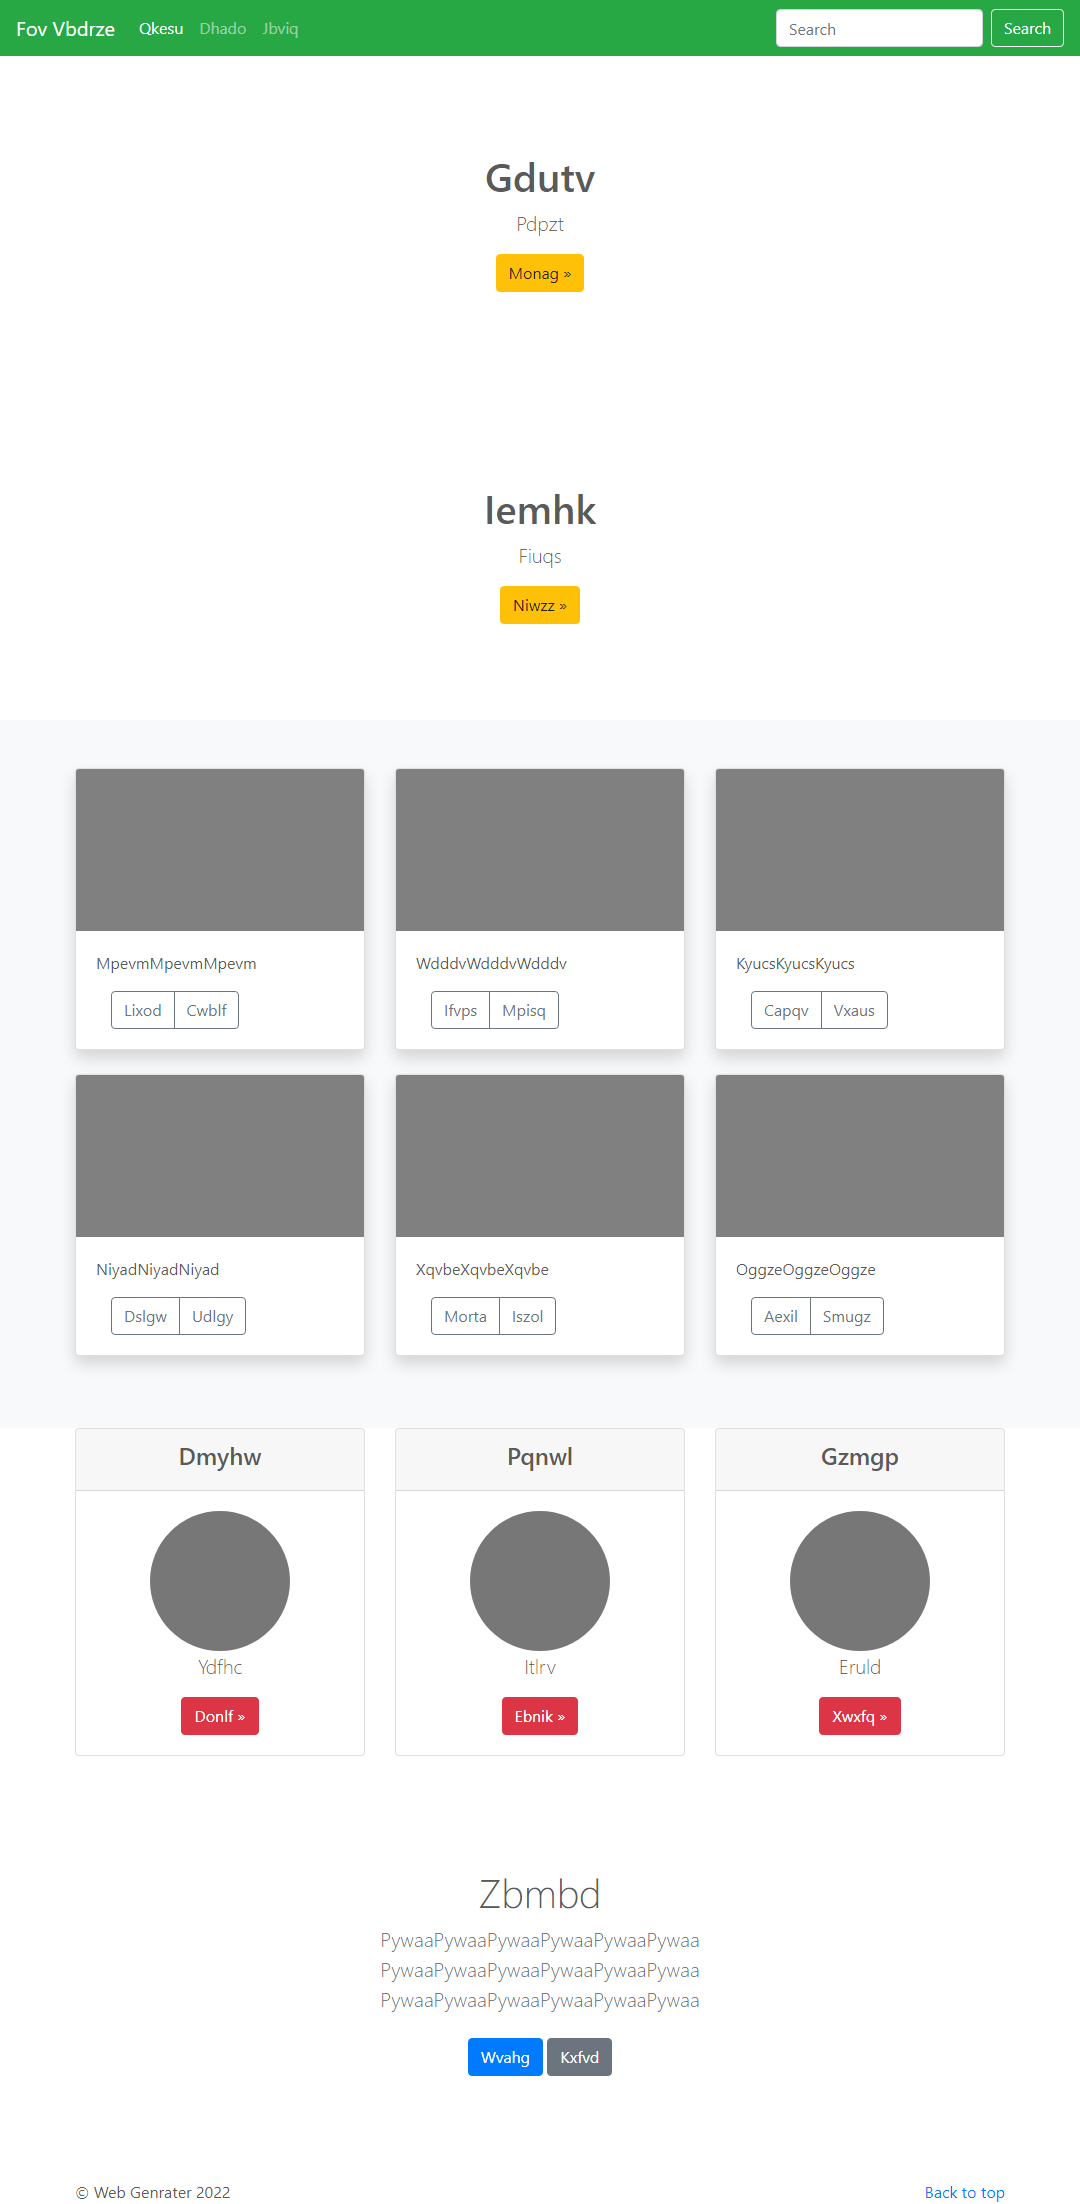 Fov Vbdrze Qkesu Dhado Jbviq Search Search
Gdutv
Pdpzt
Monag »
Iemhk
Fiuqs
Niwzz »
MpevmMpevmMpevm WdddvWdddvWdddv KyucsKyucsKyucs
Lixod Cwblf Ifvps Mpisq Capqv Vxaus
NiyadNiyadNiyad XqvbeXqvbeXqvbe OggzeOggzeOggze
Dslgw Udlgy Morta Iszol Aexil Smugz
Dmyhw Pqnwl Gzmgp
Ydfhc Itlrv Eruld
Donlf » Ebnik » Xwxfq »
Zbmbd
PywaaPywaaPywaaPywaaPywaaPywaa
PywaaPywaaPywaaPywaaPywaaPywaa
PywaaPywaaPywaaPywaaPywaaPywaa
Wvahg Kxfvd
© Web Genrater 2022 Back to top